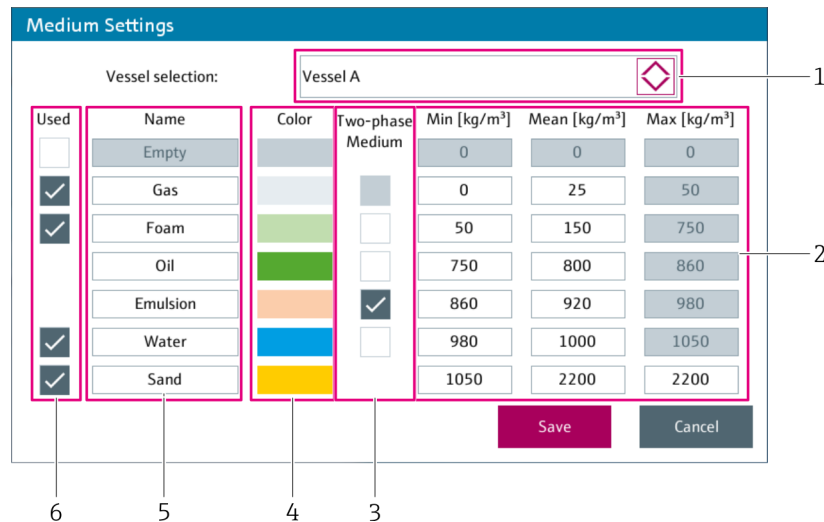 Medium Settings
Vessel selection: Vessel A
1
Used Name Color Two-phase Medium Min [kg/m³] Mean [kg/m³] Max [kg/m³]
Empty 0 0 0
Gas 0 25 50
Foam 50 150 750
2
Oil 750 800 860
Emulsion 860 920 980
Water 980 1000 1050
Sand 1050 2200 2200
Save Cancel
6 5 4 3